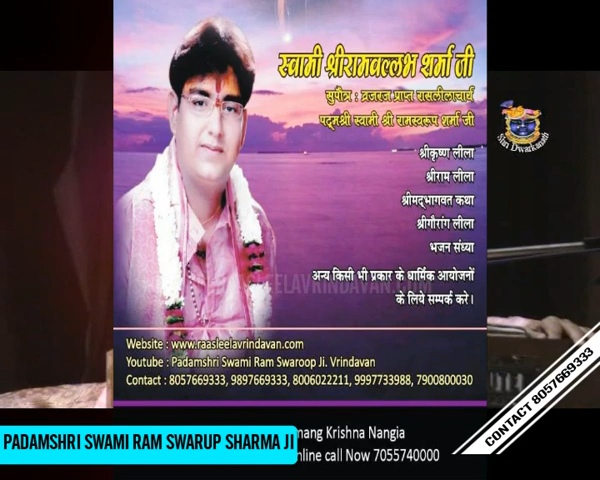 स्वामी श्रीरामवल्लभ शर्मा जी
सुपौत्र : व्रजरज प्राप्त रासलीलाचार्य
पद्मश्री स्वामी श्री रामस्वरूप शर्मा जी
Shri Dwarkanath
श्रीकृष्ण लीला
श्रीराम लीला
श्रीमद्भागवत कथा
श्रीगौरांग लीला
भजन संध्या
अन्य किसी भी प्रकार के धार्मिक आयोजनों
के लिये सम्पर्क करे।
Website : www.raasleelavrindavan.com
Youtube : Padamshri Swami Ram Swaroop Ji. Vrindavan
Contact : 8057669333, 9897669333, 8006022211, 9997733988, 7900800030
CONTACT 8057669333
PADAMSHRI SWAMI RAM SWARUP SHARMA JI
Krishna Nangia
call Now 7055740000